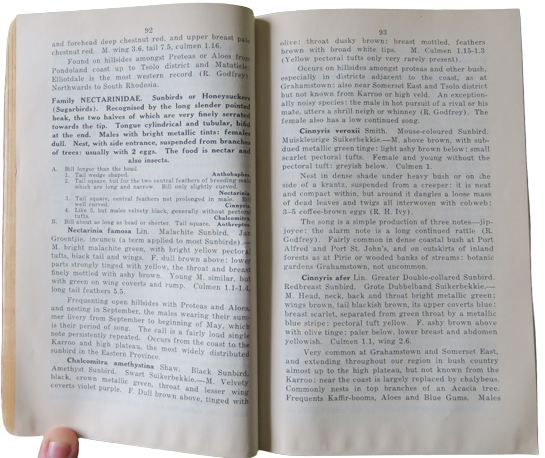 92
and forehead deep chestnut red, and upper breast pale
chestnut red. M. wing 3.6, tail 7.5, culmen 1.16.
Found on hillsides amongst Proteas or Aloes from
Pondoland coast up to Tsolo District and Matatiele.
Elliotdale is the most western record (R. Godfrey).
Northwards to South Rhodesia.
Family NECTARINIDAE. Sunbirds or Honeysuckers
(Sugarbirds). Recognised by the long slender pointed
beak, the two halves of which are very finely serrated
towards the tip. Tongue cylindrical and tubular, bifid
at the end. Males with bright metallic tints: females
dull. Nest, with side entrance, suspended from branches
of trees: usually with 2 eggs. The food is nectar and
also insects.
A. Bill longer than the head.
1. Tail wedge shaped. Anthobaphes
2. Tail square, but for the two central feathers of breeding males
which are long and narrow. Bill only slightly curved.
Nectarinia
3. Tail square, central feathers not prolonged in male. Bill
well curved. Cinnyris
4. Like 3, but males velvety black, generally without pectoral
tufts. Chalcomitra
B. Bill about as long as head or shorter. Tail square. Anthreptes
Nectarinia famosa Lin. Malachite Sunbird. Jan
Groentjie, incuncu (a term applied to most Sunbirds).—
M. bright malachite green, with bright yellow pectoral
tufts, black tail and wings. F. dull brown above: lower
parts strongly tinged with yellow, the throat and breast
finely mottled with ashy brown. Young M. similar, but
with green on wing coverts and rump. Culmen 1.1-1.4,
long tail feathers 5.5.
Frequenting open hillsides with Proteas and Aloes,
and nesting in September, the males wearing their sum-
mer livery from September to beginning of May, which
is their period of song. The call is a fairly loud single
note persistently repeated. Occurs from the coast to the
Karroo and high plateau, the most widely distributed
sunbird in the Eastern Province.
Chalcomitra amethystina Shaw. Black Sunbird.
Amethyst Sunbird. Swart Suikerbekkie.—M. Velvety
black, crown metallic green, throat and lesser wing
coverts violet purple. F. Dull brown above, tinged with
93
olive: throat dusky brown: breast mottled, feathers
brown with broad white tips. M. Culmen 1.15-1.3
(Yellow pectoral tufts only very rarely present).
Occurs on hillsides amongst proteas and other bush,
especially in districts adjacent to the coast, as at
Grahamstown: also near Somerset East and Tsolo district
but not known from Karroo or high veld. An exception-
ally noisy species: the male in hot pursuit of a rival or his
mate, utters a shrill neigh or whinney (R. Godfrey). The
female also has a low continued song.
Cinnyris veroxii Smith. Mouse-coloured Sunbird.
Muiskleurige Suikerbekkie.—M. above brown, with sub-
dued metallic green tinge: light ashy brown below: small
scarlet pectoral tufts. Female and young without the
pectoral tuft: greyish below. Culmen 1.
Nest in dense shade under heavy bush or on the
side of a krantz, suspended from a creeper: it is neat
and compact within, but around it dangles a loose mass
of dead leaves and twigs all interwoven with cobweb:
3-5 coffee-brown eggs (R. H. Ivy).
The song is a simple production of three notes—jip-
joyee: the alarm note is a long continued rattle (R.
Godfrey). Fairly common in dense coastal bush at Port
Alfred and Port St. John's, and on outskirts of inland
forests as at Pirie or wooded banks of streams: botanic
gardens Grahamstown, not uncommon.
Cinnyris afer Lin. Greater Double-collared Sunbird.
Redbreast Sunbird. Grote Dubbelband Suikerbekkie.—
M. Head, neck, back and throat bright metallic green;
wings brown, tail blackish brown, its upper coverts blue:
breast scarlet, separated from green throat by a metallic
blue stripe: pectoral tuft yellow. F. ashy brown above
with olive tinge: paler below, lower breast and abdomen
yellowish. Culmen 1.1, wing 2.6.
Very common at Grahamstown and Somerset East,
and extending throughout our region in bush country
almost up to the high plateau, but not known from the
Karroo: near the coast is largely replaced by chalybeus.
Commonly nests in top branches of an Acacia tree.
Frequents Kaffir-booms, Aloes and Blue Gums. Males